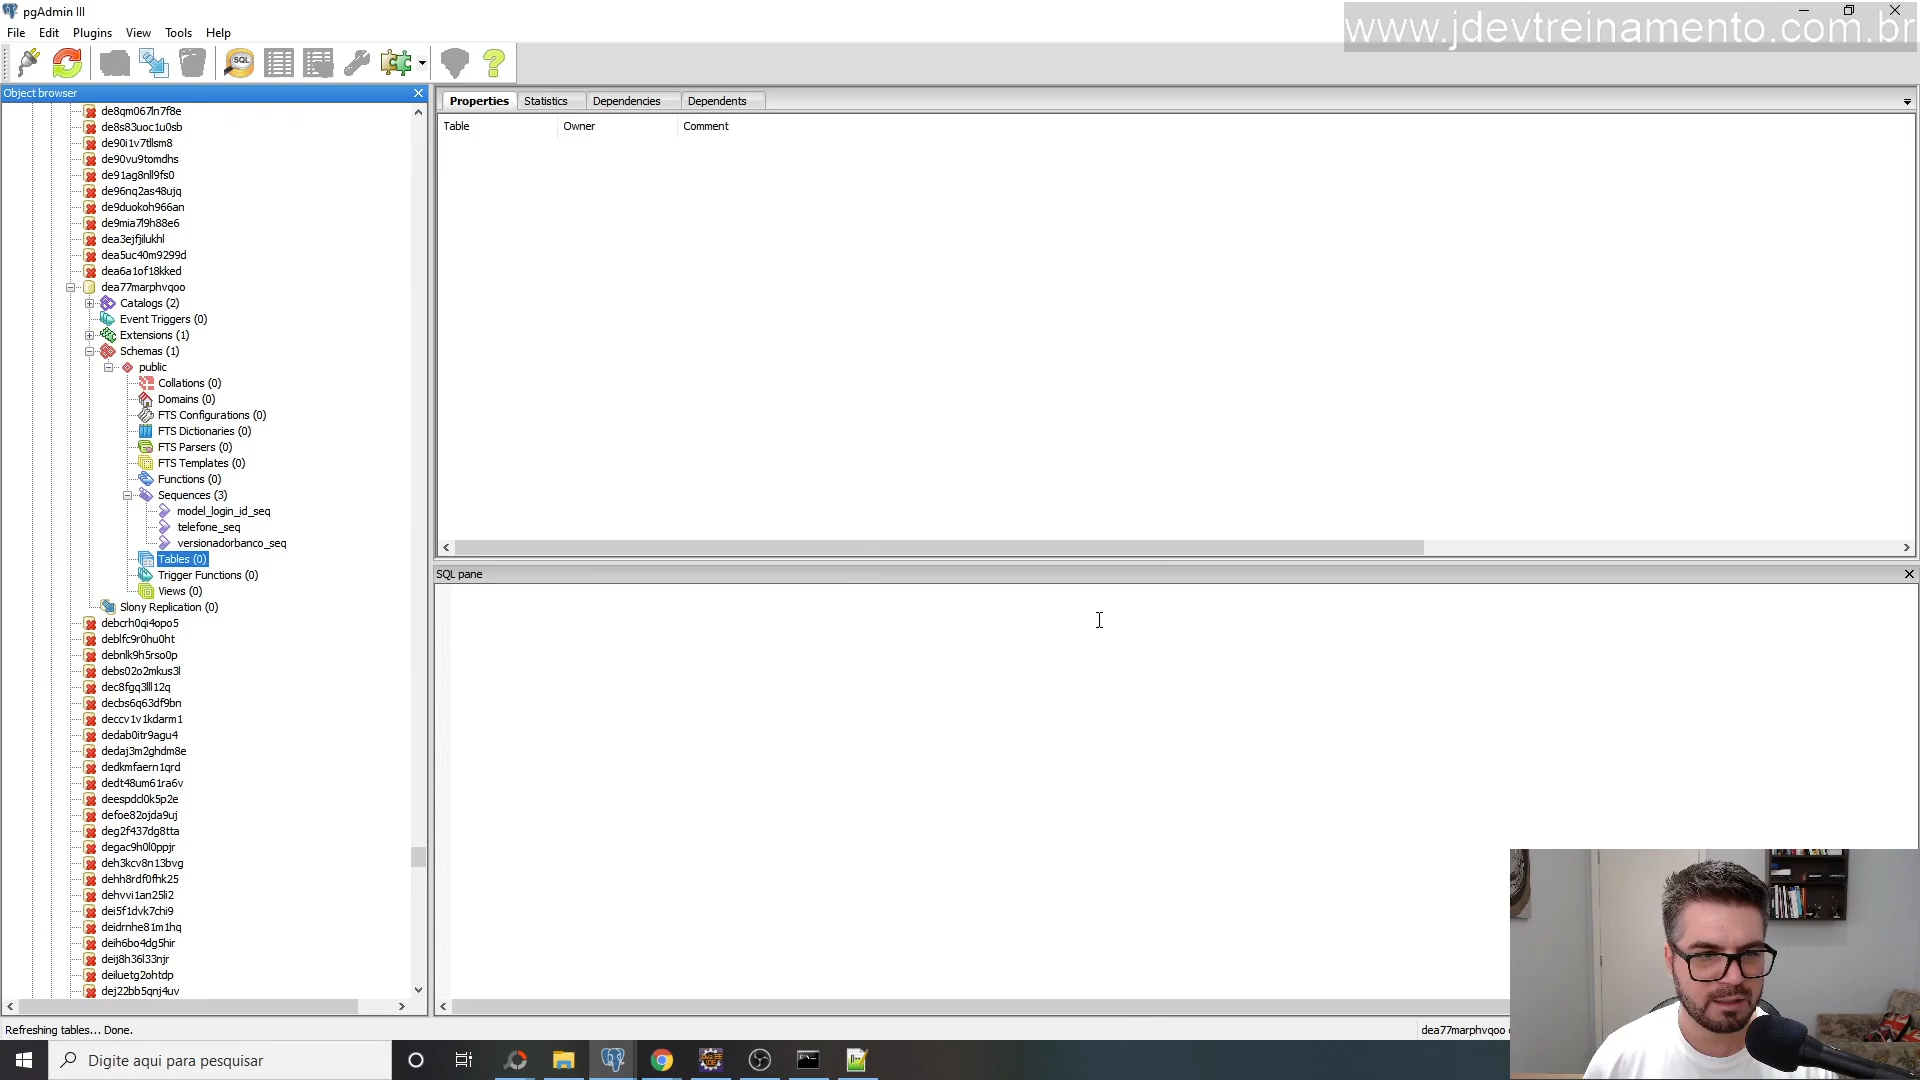 pgAdmin III
www.jdevtreinamento.com.br
File Edit Plugins View Tools Help
SQL
Object browser
de8qm067ln7f8e
de8s83uoc1u0sb
de90i1v7tllsm8
de90vu9tomdhs
de91ag8nll9fs0
de96nq2as48ujq
de9duokoh966an
de9mia7l9h88e6
dea3ejfjilukhl
dea5uc40m9299d
dea6a1of18kked
dea77marphvqoo
Catalogs (2)
Event Triggers (0)
Extensions (1)
Schemas (1)
public
Collations (0)
Domains (0)
FTS Configurations (0)
FTS Dictionaries (0)
FTS Parsers (0)
FTS Templates (0)
Functions (0)
Sequences (3)
model_login_id_seq
telefone_seq
versionadorbanco_seq
Tables (0)
Trigger Functions (0)
Views (0)
Slony Replication (0)
debcrh0qi4opo5
deblfc9r0hu0ht
debnlk9h5rso0p
debs02o2mkus3l
dec8fgq3lll12q
decbs6q63df9bn
deccv1v1kdarm1
dedab0itr9agu4
dedaj3m2ghdm8e
dedkmfaern1qrd
dedt48um61ra6v
deespdcl0k5p2e
defoe82ojda9uj
deg2f437dg8tta
degac9h0l0ppjr
deh3kcv8n13bvg
dehh8rdf0fhk25
dehvvi1an25li2
dei5f1dvk7chi9
deidrnhe81m1hq
deih6bo4dg5hir
deij8h36l33njr
deiluetg2ohtdp
dej22bb5qnj4uv
Properties Statistics Dependencies Dependents
Table Owner Comment
SQL pane
Refreshing tables... Done.
dea77marphvqoo
Digite aqui para pesquisar